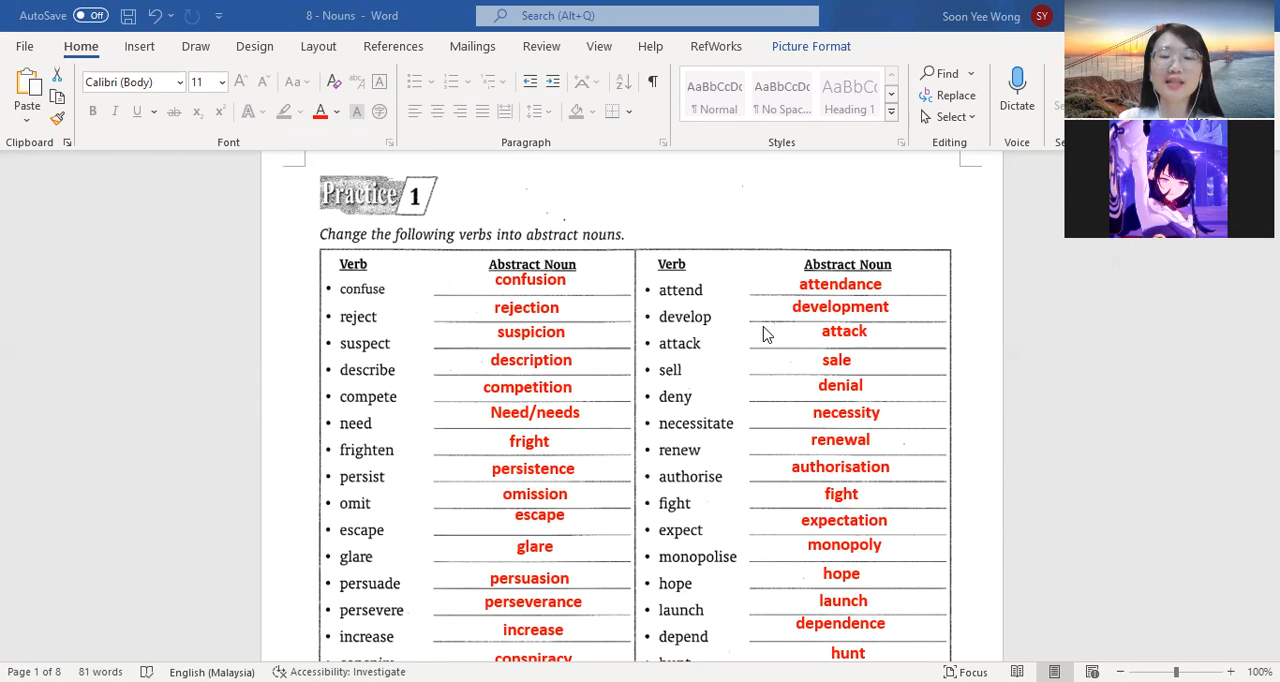 AutoSave Off 8 - Nouns - Word Search (Alt+Q) Soon Yee Wong SY
File Home Insert Draw Design Layout References Mailings Review View Help RefWorks Picture Format
Paste Calibri (Body) 11 Aa AaBbCcDc AaBbCcDc AaBbC Find Dictate
Replace
B I U ab x₂ x² A A ¶ Normal ¶ No Spac... Heading 1 Select
Clipboard Font Paragraph Styles Editing Voice
Practice 1
Change the following verbs into abstract nouns.
Verb Abstract Noun Verb Abstract Noun
• confuse confusion • attend attendance
• reject rejection • develop development
• suspect suspicion • attack attack
• describe description • sell sale
• compete competition • deny denial
• need Need/needs • necessitate necessity
• frighten fright • renew renewal
• persist persistence • authorise authorisation
• omit omission • fight fight
• escape escape • expect expectation
• glare glare • monopolise monopoly
• persuade persuasion • hope hope
• persevere perseverance • launch launch
• increase increase • depend dependence
conspiracy hunt
Page 1 of 8 81 words English (Malaysia) Accessibility: Investigate Focus 100%